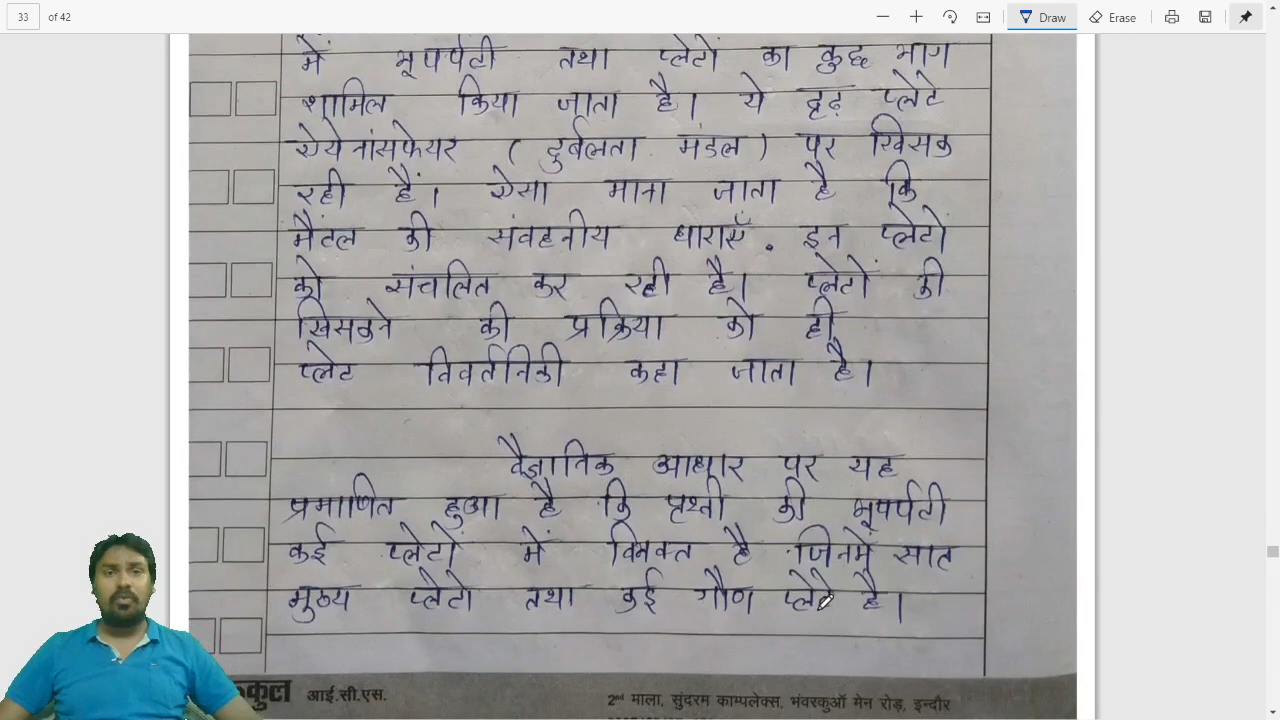 33 of 42 Draw Erase
में भूपर्पटी तथा प्लेटों का कुछ भाग
शामिल किया जाता है। ये दृढ़ प्लेटे
ऐथेनांसफेयर (दुर्बलता मंडल) पर खिसक
रही हैं। ऐसा माना जाता है कि
मैंटल की संवहनीय धाराएँ . इन प्लेटो
को संचलित कर रही है। प्लेटों की
खिसकने की प्रक्रिया को ही
प्लेट विवर्तनिकी कहा जाता है।
वैज्ञानिक आधार पर यह
प्रमाणित हुआ है कि पृथ्वी की भूपर्पटी
कई प्लेटों में विभक्त है जिनमें सात
मुख्य प्लेटो तथा कई गौण प्लेटे है।
कुल आई.सी.एस. 2nd माला, सुंदरम काम्पलेक्स, भंवरकुऑ मेन रोड़, इन्दौर